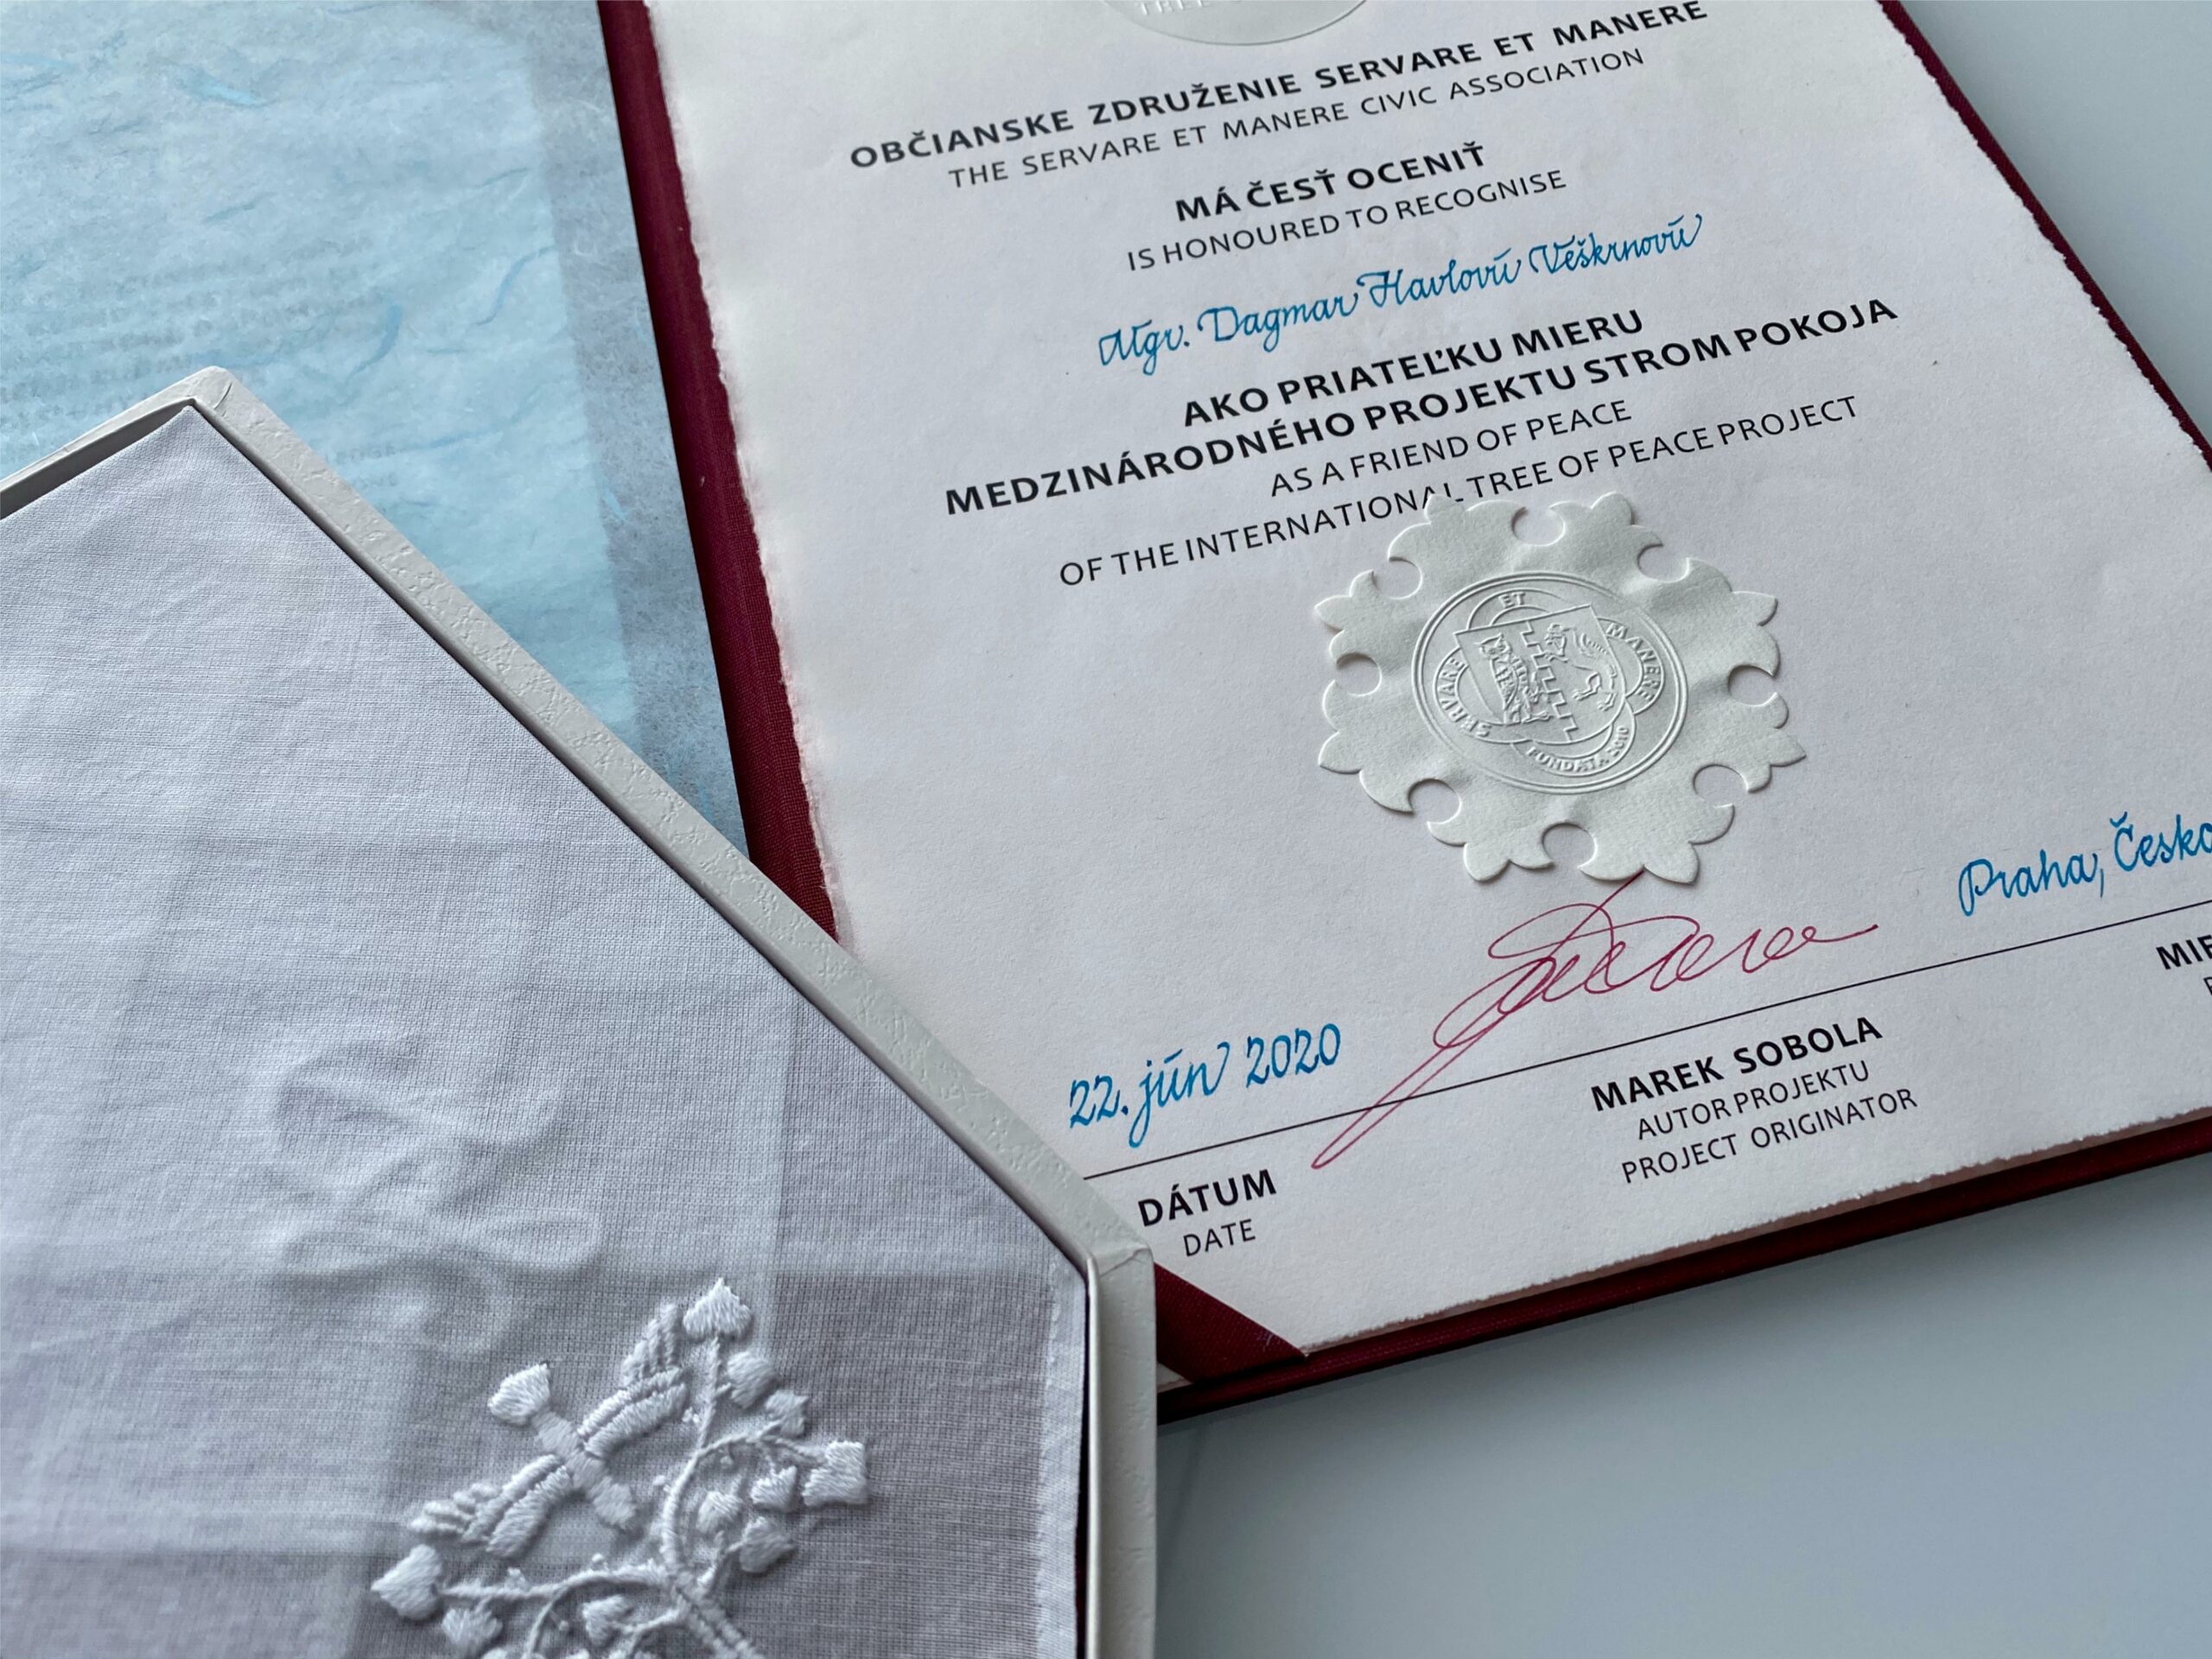 OBČIANSKE ZDRUŽENIE SERVARE ET MANERE
THE SERVARE ET MANERE CIVIC ASSOCIATION
MÁ ČESŤ OCENIŤ
IS HONOURED TO RECOGNISE
Mgr. Dagmar Havlovú Veškrnovú
AKO PRIATEĽKU MIERU
MEDZINÁRODNÉHO PROJEKTU STROM POKOJA
AS A FRIEND OF PEACE
OF THE INTERNATIONAL TREE OF PEACE PROJECT
SERVARE ET MANERE
FUNDATA 2010
22. jún 2020
Praha, Česko
DÁTUM
DATE
MAREK SOBOLA
AUTOR PROJEKTU
PROJECT ORIGINATOR